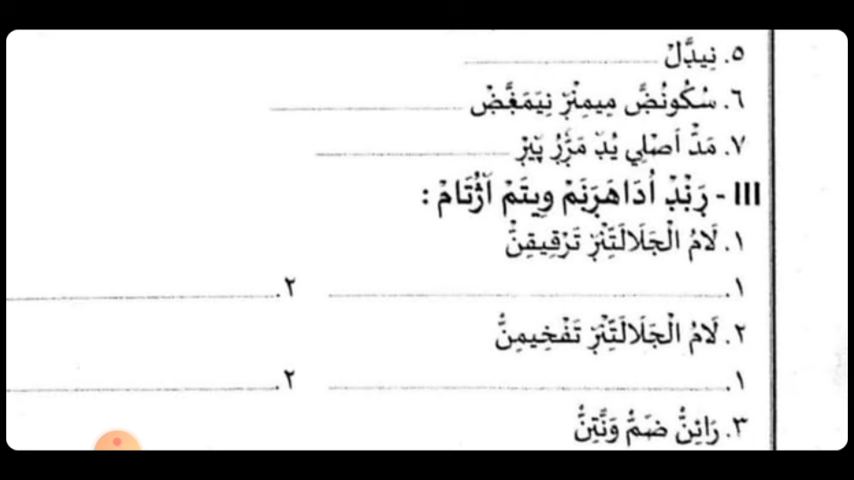 ٥. نِيدَّلْ
٦. سُكُونُضَّ مِيمِنْڔْ نِيَمَغَّضْ
٧. مَدّْ اَصْلِي يُدَ مَڔَّڔُ پَيْڔْ
III - رَنْڊْ اُدَاهَرَنَمْ وِيتَمْ اَژُتَامْ :
١. لَامُ الْجَلَالَتِّنْڔْ تَرْقِيقِنُّ
١. ٢.
٢. لَامُ الْجَلَالَتِّنْڔْ تَفْخِيمِنُّ
١. ٢.
٣. رَائِنُّ ضَمُّ وَنَّتِنُّ